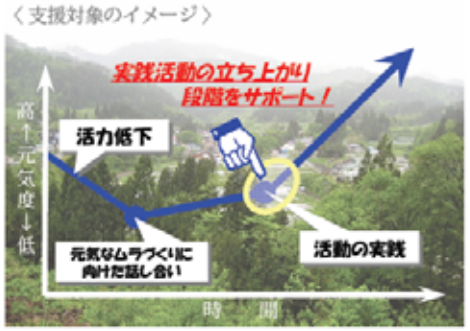 〈支援対象のイメージ〉
実践活動の立ち上がり
段階をサポート！
高↑元気度↓低
活力低下
元気なムラづくりに
向けた話し合い
活動の実践
時間